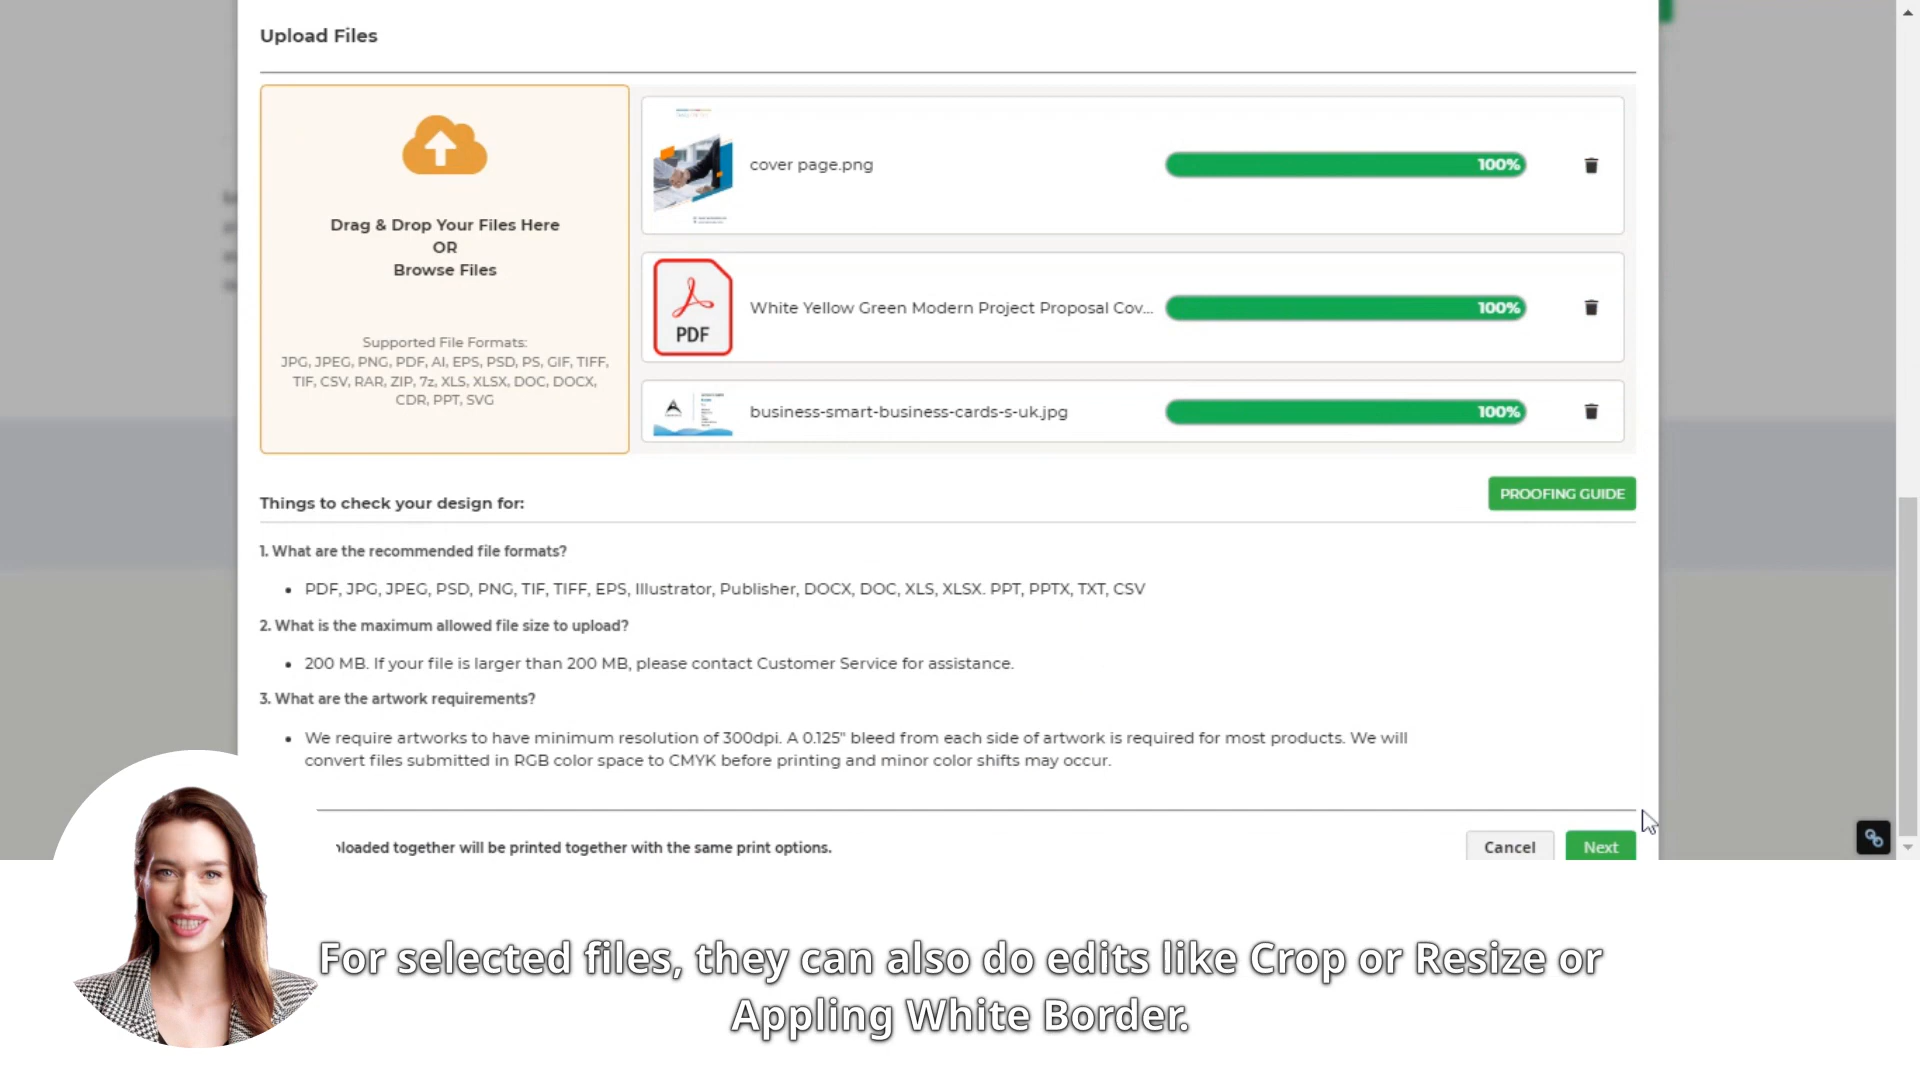 Upload Files
Drag & Drop Your Files Here
OR
Browse Files
Supported File Formats:
JPG, JPEG, PNG, PDF, AI, EPS, PSD, PS, GIF, TIFF,
TIF, CSV, RAR, ZIP, 7z, XLS, XLSX, DOC, DOCX,
CDR, PPT, SVG
cover page.png
100%
PDF
White Yellow Green Modern Project Proposal Cov...
100%
business-smart-business-cards-s-uk.jpg
100%
Things to check your design for:
PROOFING GUIDE
1. What are the recommended file formats?
• PDF, JPG, JPEG, PSD, PNG, TIF, TIFF, EPS, Illustrator, Publisher, DOCX, DOC, XLS, XLSX. PPT, PPTX, TXT, CSV
2. What is the maximum allowed file size to upload?
• 200 MB. If your file is larger than 200 MB, please contact Customer Service for assistance.
3. What are the artwork requirements?
• We require artworks to have minimum resolution of 300dpi. A 0.125" bleed from each side of artwork is required for most products. We will
convert files submitted in RGB color space to CMYK before printing and minor color shifts may occur.
together will be printed together with the same print options.
Cancel
Next
For selected files, they can also do edits like Crop or Resize or
Appling White Border.